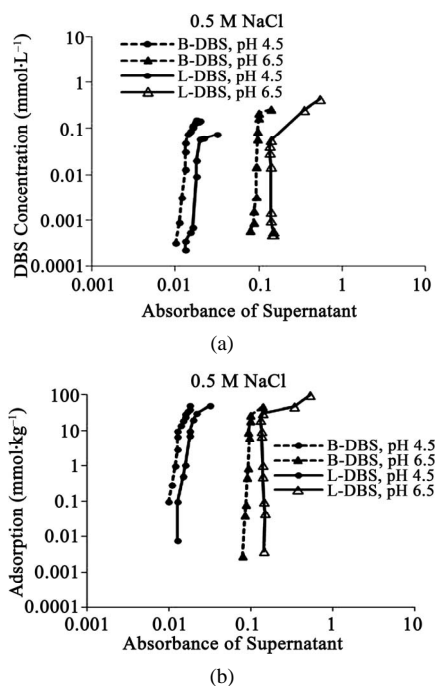 0.5 M NaCl
10
1
0.1
0.01
0.001
0.0001
DBS Concentration (mmol·L⁻¹)
B-DBS, pH 4.5
B-DBS, pH 6.5
L-DBS, pH 4.5
L-DBS, pH 6.5
0.01
0.1
1
10
0.001
Absorbance of Supernatant
(a)
0.5 M NaCl
100
10
1
0.1
0.01
0.001
0.0001
Adsorption (mmol·kg⁻¹)
B-DBS, pH 4.5
B-DBS, pH 6.5
L-DBS, pH 4.5
L-DBS, pH 6.5
0.001
0.01
0.1
1
10
Absorbance of Supernatant
(b)